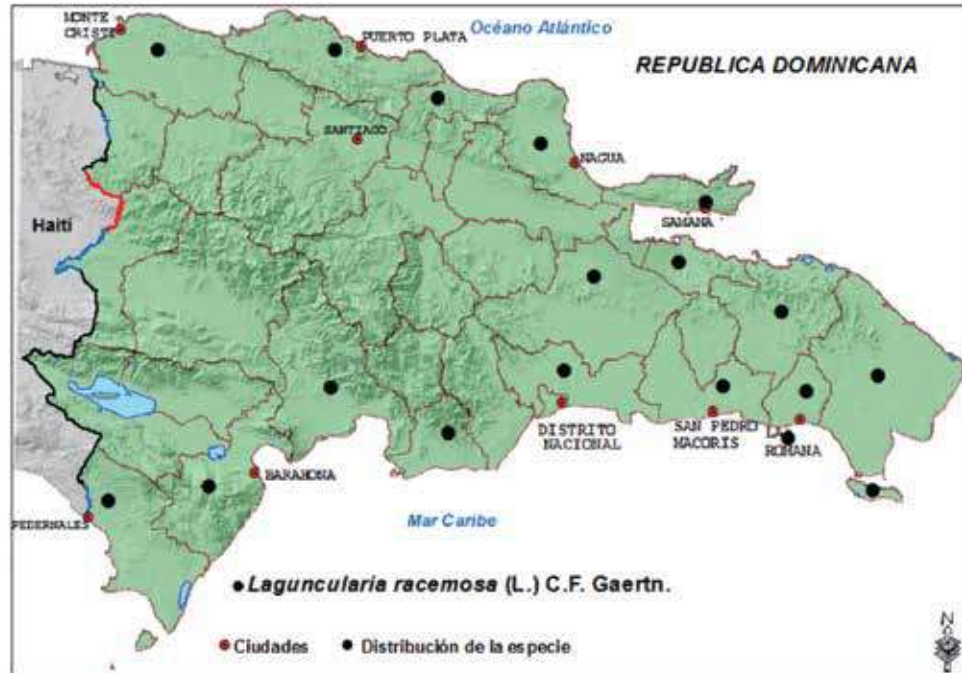 MONTE
CRISTE
PUERTO PLATA
Océano Atlántico
REPUBLICA DOMINICANA
SANTIAGO
NAGUA
SAMANA
Haití
DISTRITO
NACIONAL
SAN PEDRO
MACORIS
ROMANA
BARAHONA
PEDERNALES
Mar Caribe
Laguncularia racemosa (L.) C.F. Gaertn.
Ciudades
Distribución de la especie
N